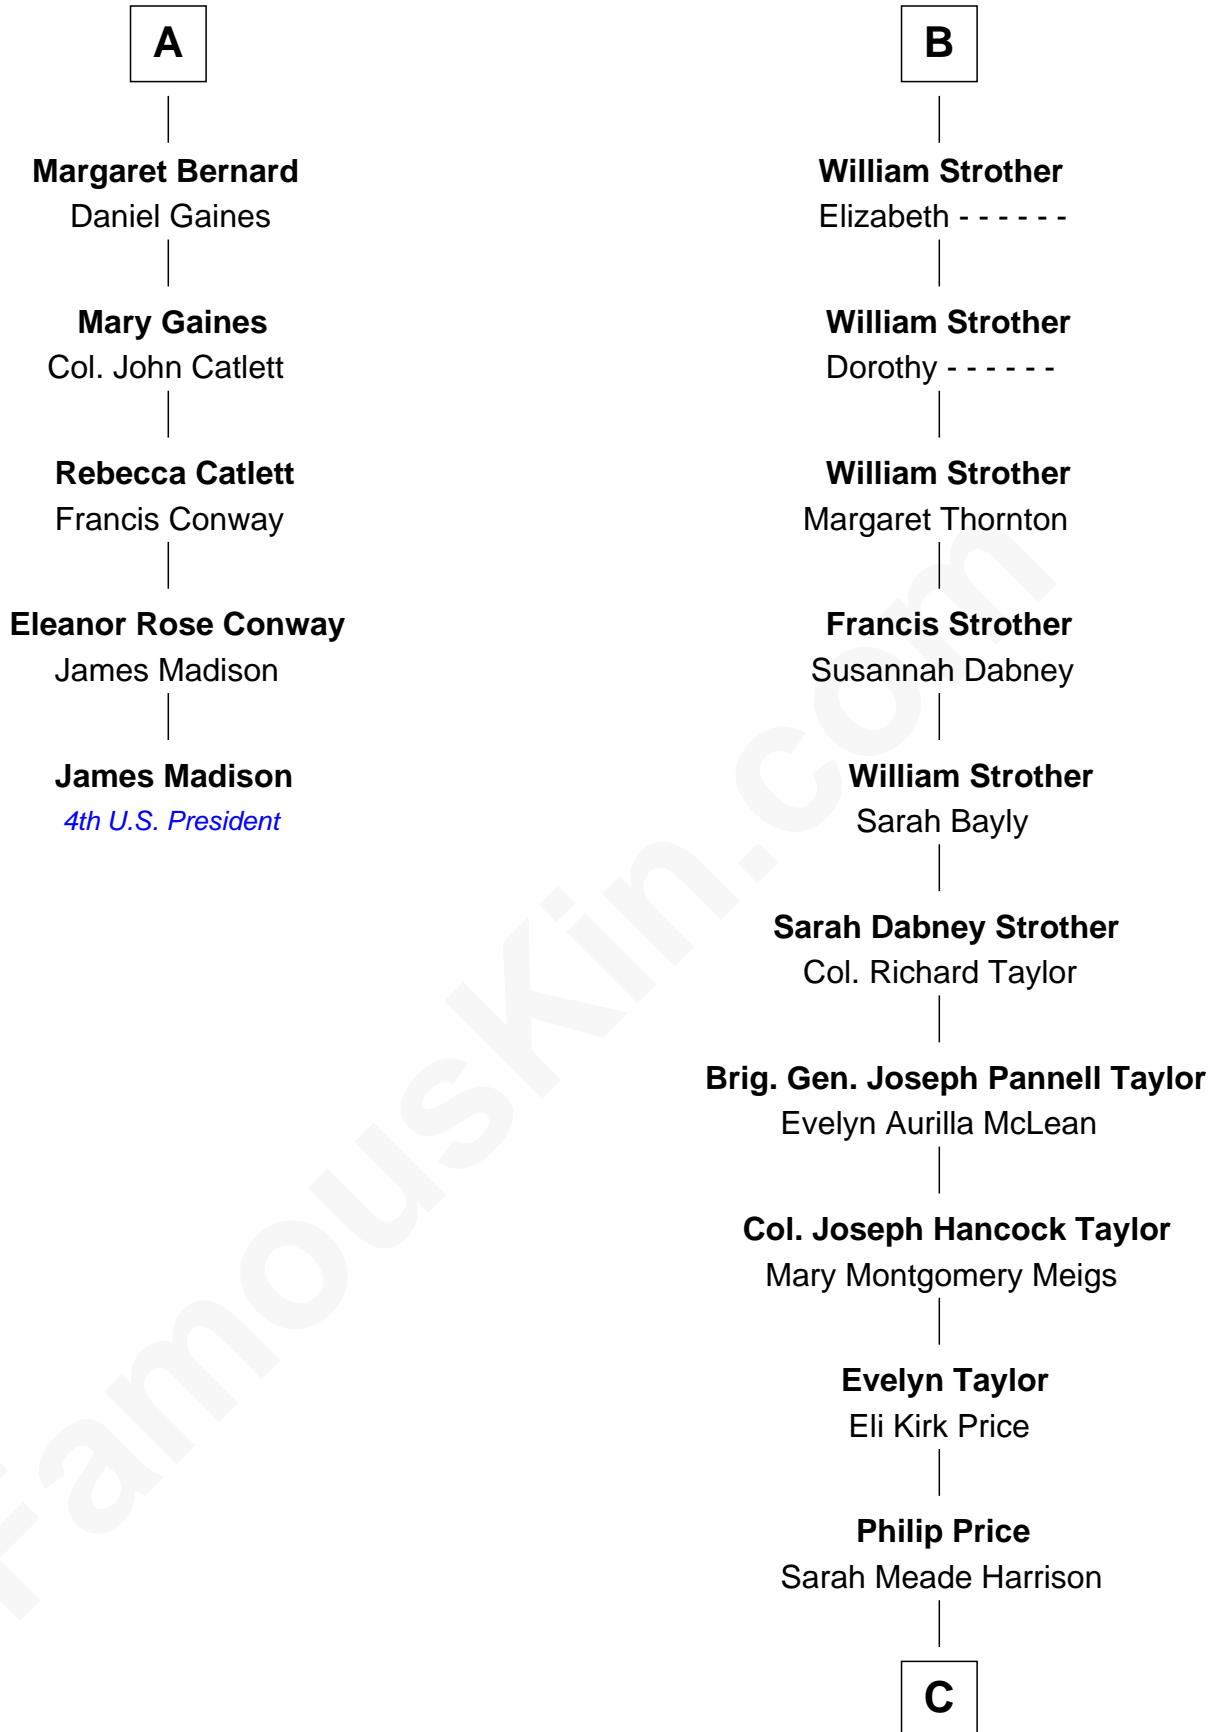 A
Margaret Bernard
Daniel Gaines
Mary Gaines
Col. John Catlett
Rebecca Catlett
Francis Conway
Eleanor Rose Conway
James Madison
James Madison
4th U.S. President
B
William Strother
Elizabeth - - - - - -
William Strother
Dorothy - - - - - -
William Strother
Margaret Thornton
Francis Strother
Susannah Dabney
William Strother
Sarah Bayly
Sarah Dabney Strother
Col. Richard Taylor
Brig. Gen. Joseph Pannell Taylor
Evelyn Aurilla McLean
Col. Joseph Hancock Taylor
Mary Montgomery Meigs
Evelyn Taylor
Eli Kirk Price
Philip Price
Sarah Meade Harrison
C
FamousKin.com